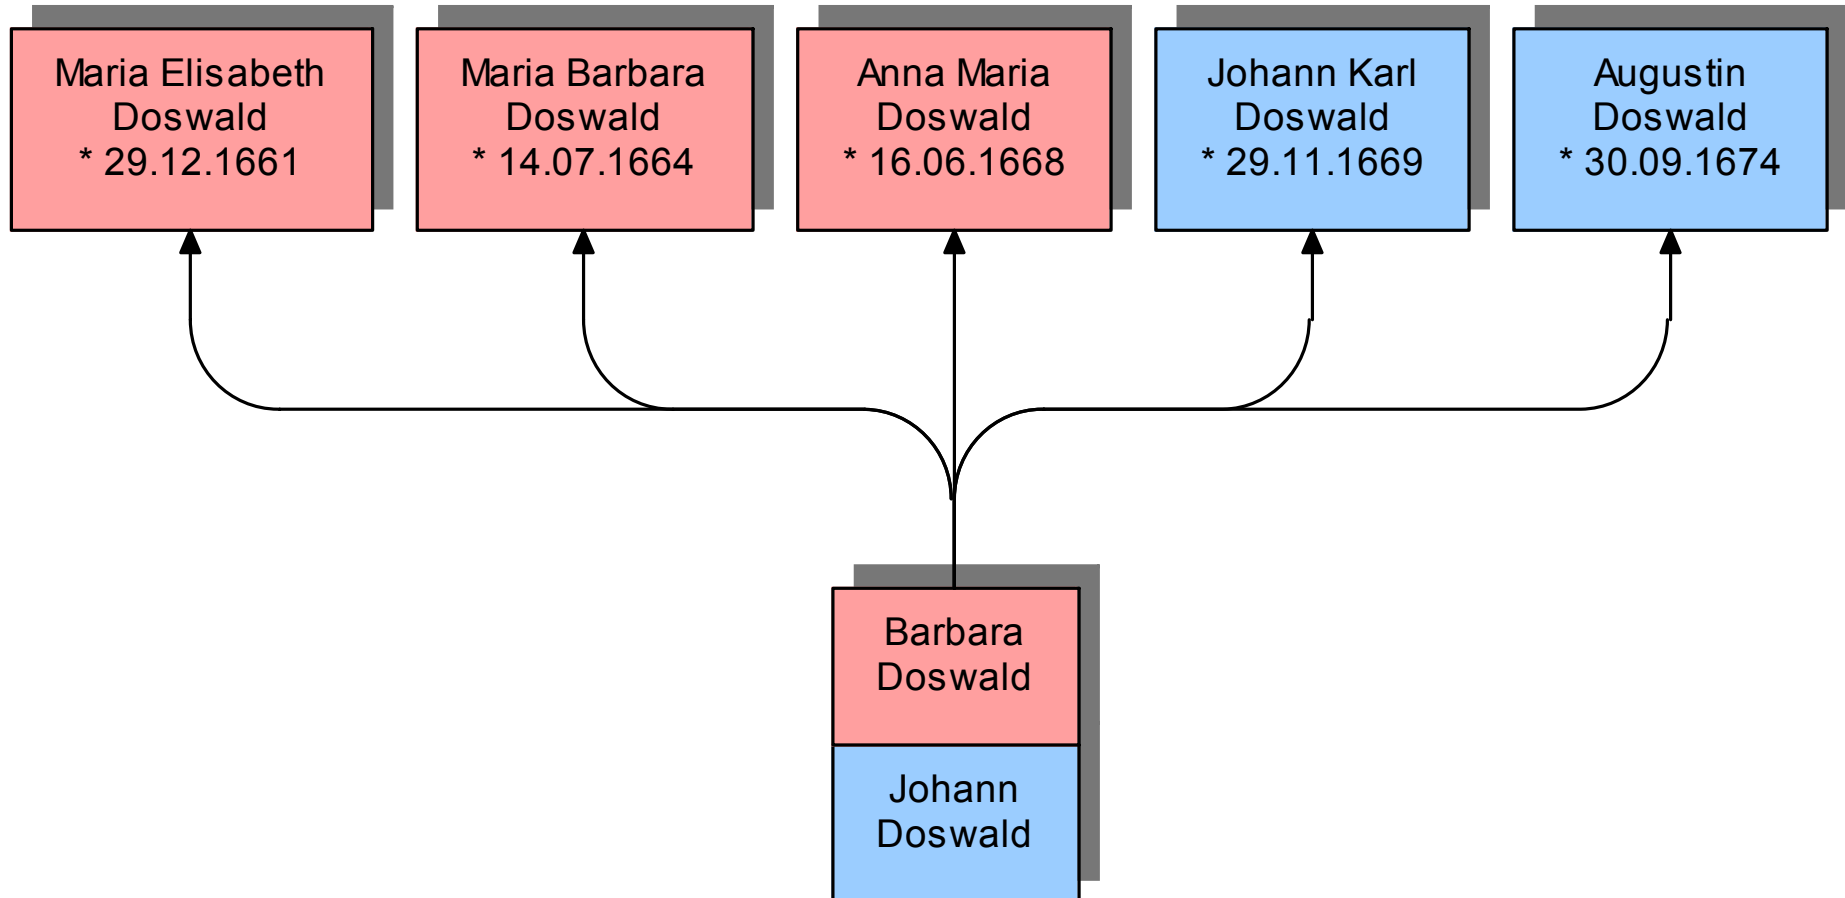 Maria Elisabeth
Doswald
* 29.12.1661
Maria Barbara
Doswald
* 14.07.1664
Anna Maria
Doswald
* 16.06.1668
Johann Karl
Doswald
* 29.11.1669
Augustin
Doswald
* 30.09.1674
Barbara
Doswald
Johann
Doswald